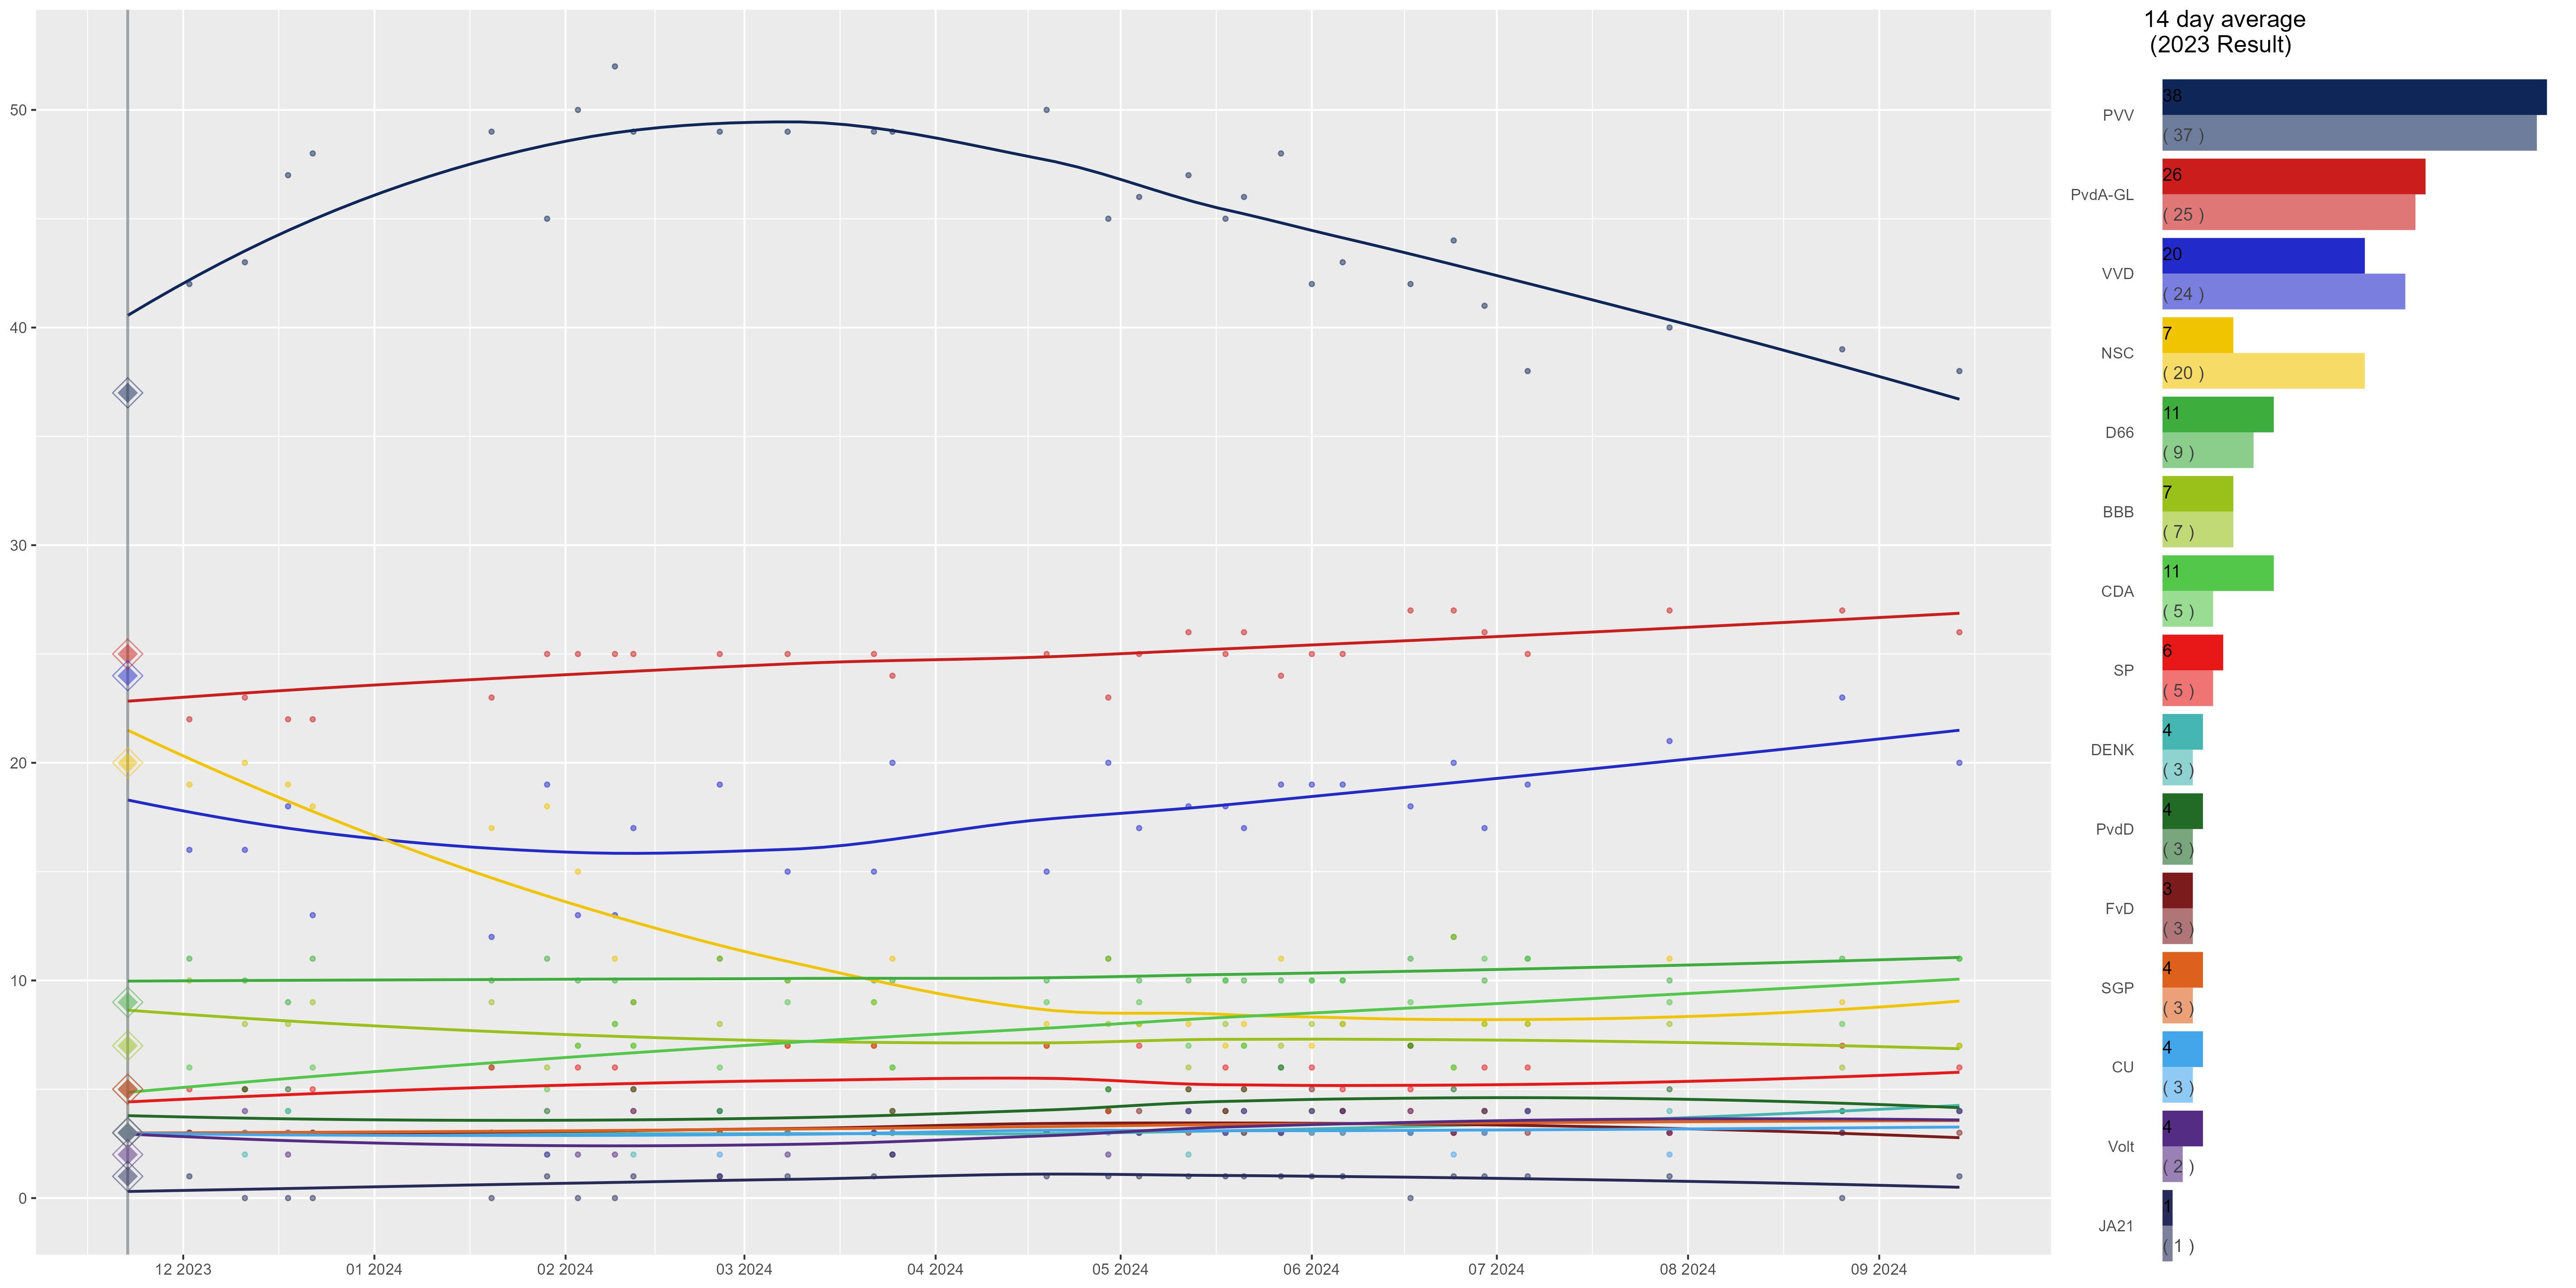 14 day average
(2023 Result)
50
40
30
20
10
0
12 2023
01 2024
02 2024
03 2024
04 2024
05 2024
06 2024
07 2024
08 2024
09 2024
PVV
38
( 37 )
PvdA-GL
26
( 25 )
VVD
20
( 24 )
NSC
7
( 20 )
D66
11
( 9 )
BBB
7
( 7 )
CDA
11
( 5 )
SP
6
( 5 )
DENK
4
( 3 )
PvdD
4
( 3 )
FvD
3
( 3 )
SGP
4
( 3 )
CU
4
( 3 )
Volt
4
( 2 )
JA21
1
( 1 )